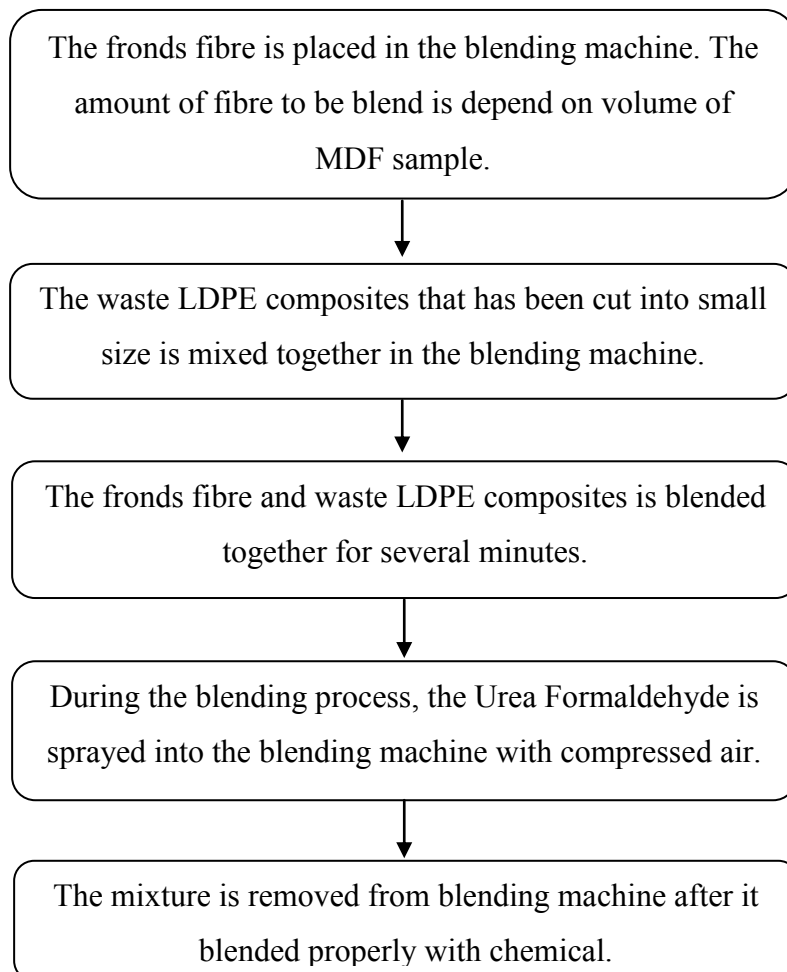 The fronds fibre is placed in the blending machine. The
amount of fibre to be blend is depend on volume of
MDF sample.
The waste LDPE composites that has been cut into small
size is mixed together in the blending machine.
The fronds fibre and waste LDPE composites is blended
together for several minutes.
During the blending process, the Urea Formaldehyde is
sprayed into the blending machine with compressed air.
The mixture is removed from blending machine after it
blended properly with chemical.